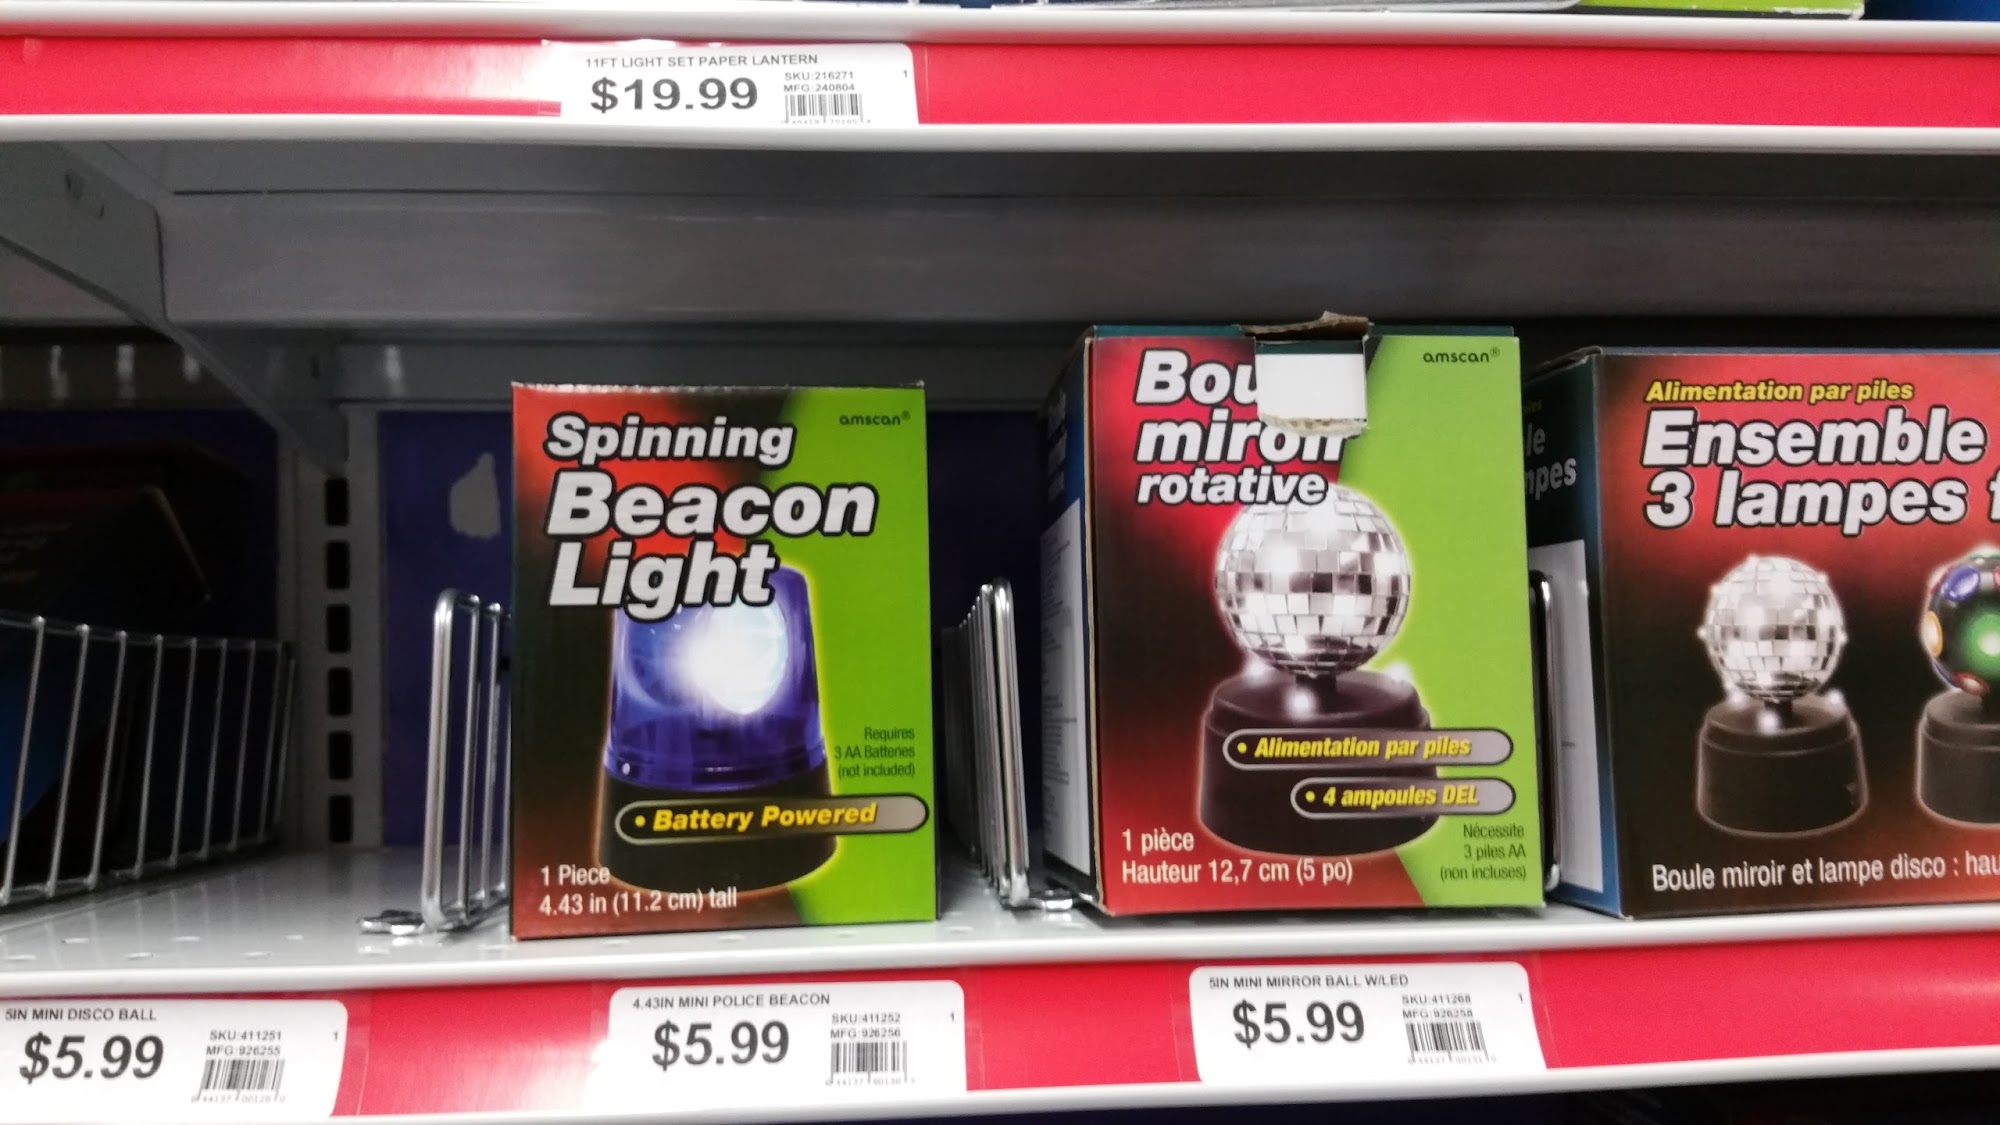 11FT LIGHT SET PAPER LANTERN
$19.99
SKU:216271
MFG:240804
1
amscan®
Spinning
Beacon
Light
Requires
3 AA Batteries
(not included)
• Battery Powered
1 Piece
4.43 in (11.2 cm) tall
amscan®
miroir
rotative
• Alimentation par piles
• 4 ampoules DEL
Nécessite
3 piles AA
(non incluses)
1 pièce
Hauteur 12,7 cm (5 po)
Alimentation par piles
Ensemble
3 lampes
Boule miroir et lampe disco :
5IN MINI DISCO BALL
$5.99
SKU:411251
MFG:926255
1
4.43IN MINI POLICE BEACON
$5.99
SKU:411252
MFG:926256
1
5IN MINI MIRROR BALL W/LED
$5.99
SKU:411268
MFG:926258
1